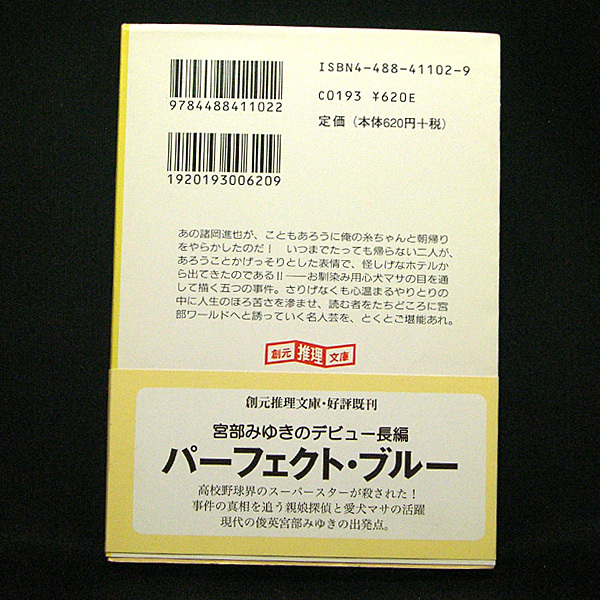 ISBN4-488-41102-9
9784488411022
C0193 ¥620E
定価（本体620円＋税）
1920193006209
あの諸岡進也が、こともあろうに俺の糸ちゃんと朝帰り
をやらかしたのだ！　いつまでたっても帰らない二人が、
あろうことかげっそりとした表情で、怪しげなホテルか
ら出てきたのである‼――お馴染み用心犬マサの目を通
して描く五つの事件。さりげなくも心温まるやりとりの
中に人生のほろ苦さを滲ませ、読む者をたちどころに宮
部ワールドへと誘っていく名人芸を、とくとご堪能あれ。
創元 推理 文庫
創元推理文庫・好評既刊
宮部みゆきのデビュー長編
パーフェクト・ブルー
高校野球界のスーパースターが殺された！
事件の真相を追う親娘探偵と愛犬マサの活躍
現代の俊英宮部みゆきの出発点。